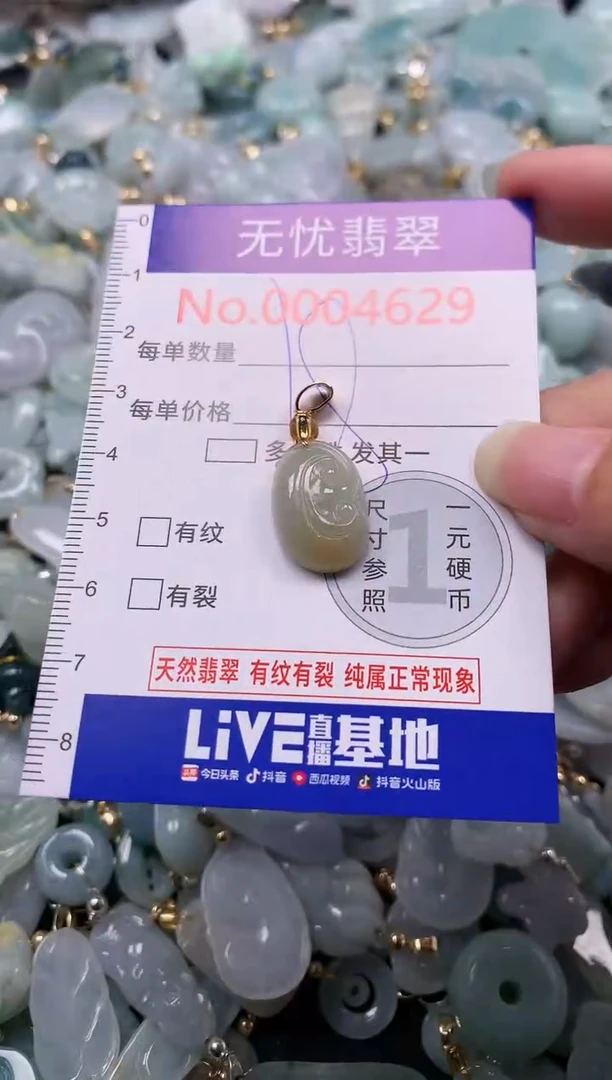 无忧翡翠
No.0004629
每单数量
每单价格
多 发其一
有纹
有裂
尺寸参照
一元硬币
1
天然翡翠 有纹有裂 纯属正常现象
LiVE直播基地
今日头条 抖音 西瓜视频 抖音火山版
0
1
2
3
4
5
6
7
8